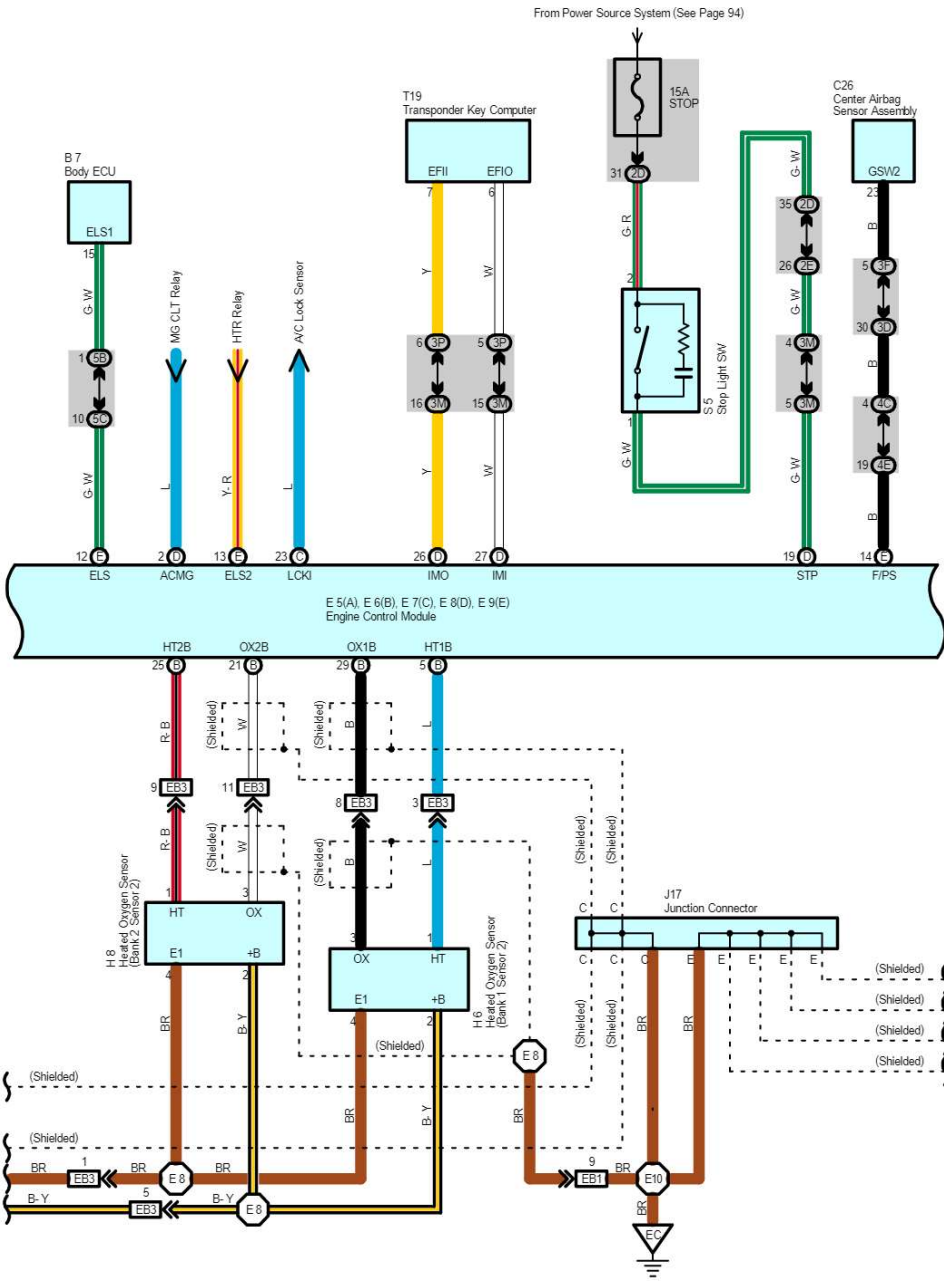 From Power Source System (See Page 94)
15A
STOP
T19
Transponder Key Computer
C26
Center Airbag
Sensor Assembly
B 7
Body ECU
EFII
EFIO
GSW2
31 2D
7
6
23
ELS1
15
G- W
MG CLT Relay
HTR Relay
A/C Lock Sensor
Y
W
G- R
2
G- W
35 2D
26 2E
B
5 3F
30 3D
1 5B
10 5C
6 3P
5 3P
16 3M
15 3M
S 5
Stop Light SW
1
G- W
4 3M
5 3M
B
4 4C
19 4E
G- W
L
Y- R
L
Y
W
G- W
G- W
B
12 E
2 D
13 E
23 C
26 D
27 D
19 D
14 E
ELS
ACMG
ELS2
LCKI
IMO
IMI
STP
F/PS
E 5(A), E 6(B), E 7(C), E 8(D), E 9(E)
Engine Control Module
HT2B
OX2B
OX1B
HT1B
25 B
21 B
29 B
5 B
R- B
(Shielded)
W
(Shielded)
B
L
9 EB3
11 EB3
8 EB3
3 EB3
R- B
(Shielded)
W
(Shielded)
B
L
(Shielded)
(Shielded)
1
3
HT
OX
E1
+B
4
2
H 8
Heated Oxygen Sensor
(Bank 2 Sensor 2)
3
1
OX
HT
E1
+B
4
2
H 6
Heated Oxygen Sensor
(Bank 1 Sensor 2)
J17
Junction Connector
C
C
C
C
C
E
E
E
E
E
(Shielded)
(Shielded)
(Shielded)
(Shielded)
(Shielded)
(Shielded)
BR
BR
BR
B- Y
(Shielded)
E 8
BR
B- Y
BR
(Shielded)
(Shielded)
BR
1
EB3
BR
E 8
BR
9
EB1
BR
E10
B- Y
5
EB3
B- Y
E 8
BR
EC